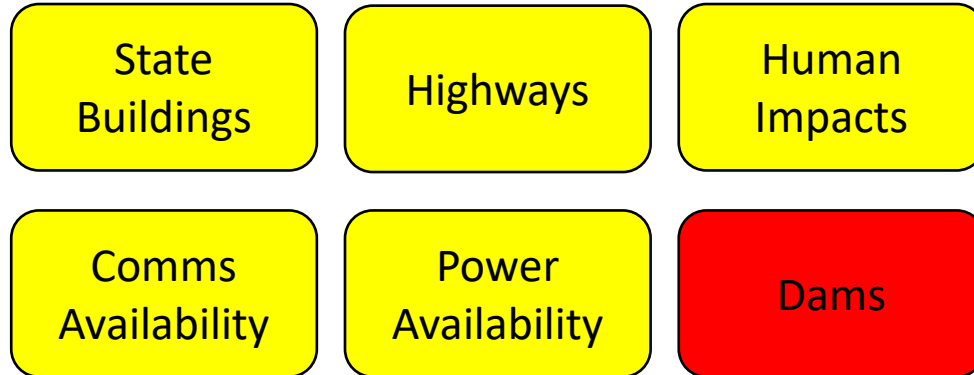 State
Buildings
Highways
Human
Impacts
Comms
Availability
Power
Availability
Dams